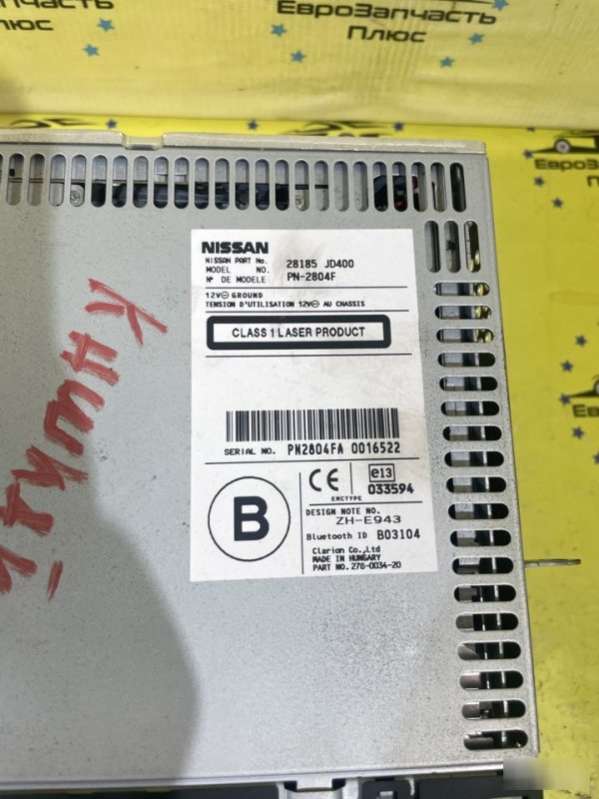 ЕвроЗапчасть
Плюс
ЕвроЗапчас
Плюс
NISSAN
NISSAN PART No. 28185 JD400
MODEL NO. PN-2804F
Nº DE MODELE
12V⊖ GROUND
TENSION D'UTILISATION 12V⊖ AU CHASSIS
CLASS 1 LASER PRODUCT
SERIAL NO. PN2804FA 0016522
B
CE
EMCTYPE
e13
033594
DESIGN NOTE NO.
ZH-E943
Bluetooth ID B03104
Clarion Co.,Ltd
MADE IN HUNGARY
PART NO.276-0034-20